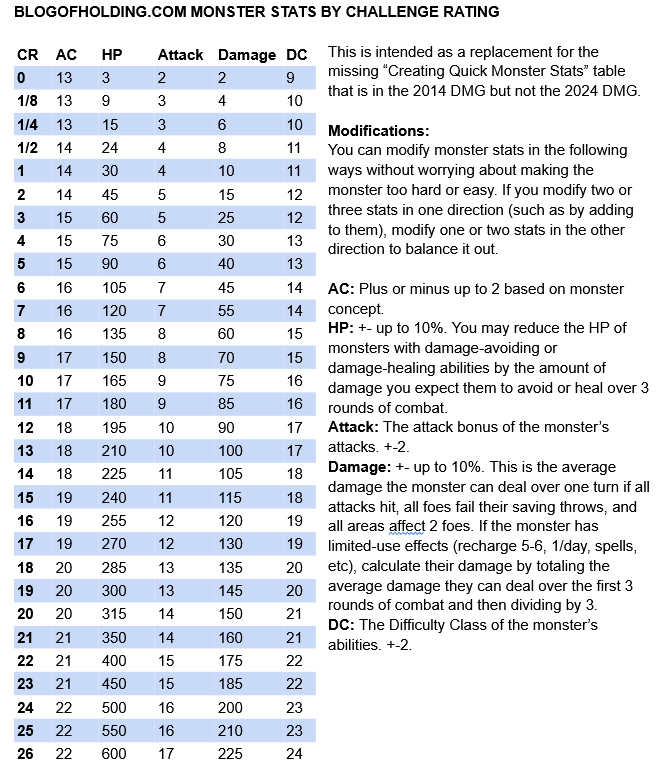 BLOGOFHOLDING.COM MONSTER STATS BY CHALLENGE RATING
CR AC HP Attack Damage DC
0 13 3 2 2 9
1/8 13 9 3 4 10
1/4 13 15 3 6 10
1/2 14 24 4 8 11
1 14 30 4 10 11
2 14 45 5 15 12
3 15 60 5 25 12
4 15 75 6 30 13
5 15 90 6 40 13
6 16 105 7 45 14
7 16 120 7 55 14
8 16 135 8 60 15
9 17 150 8 70 15
10 17 165 9 75 16
11 17 180 9 85 16
12 18 195 10 90 17
13 18 210 10 100 17
14 18 225 11 105 18
15 19 240 11 115 18
16 19 255 12 120 19
17 19 270 12 130 19
18 20 285 13 135 20
19 20 300 13 145 20
20 20 315 14 150 21
21 21 350 14 160 21
22 21 400 15 175 22
23 21 450 15 185 22
24 22 500 16 200 23
25 22 550 16 210 23
26 22 600 17 225 24
This is intended as a replacement for the
missing “Creating Quick Monster Stats” table
that is in the 2014 DMG but not the 2024 DMG.
Modifications:
You can modify monster stats in the following
ways without worrying about making the
monster too hard or easy. If you modify two or
three stats in one direction (such as by adding
to them), modify one or two stats in the other
direction to balance it out.
AC: Plus or minus up to 2 based on monster
concept.
HP: +- up to 10%. You may reduce the HP of
monsters with damage-avoiding or
damage-healing abilities by the amount of
damage you expect them to avoid or heal over 3
rounds of combat.
Attack: The attack bonus of the monster’s
attacks. +-2.
Damage: +- up to 10%. This is the average
damage the monster can deal over one turn if all
attacks hit, all foes fail their saving throws, and
all areas affect 2 foes. If the monster has
limited-use effects (recharge 5-6, 1/day, spells,
etc), calculate their damage by totaling the
average damage they can deal over the first 3
rounds of combat and then dividing by 3.
DC: The Difficulty Class of the monster’s
abilities. +-2.